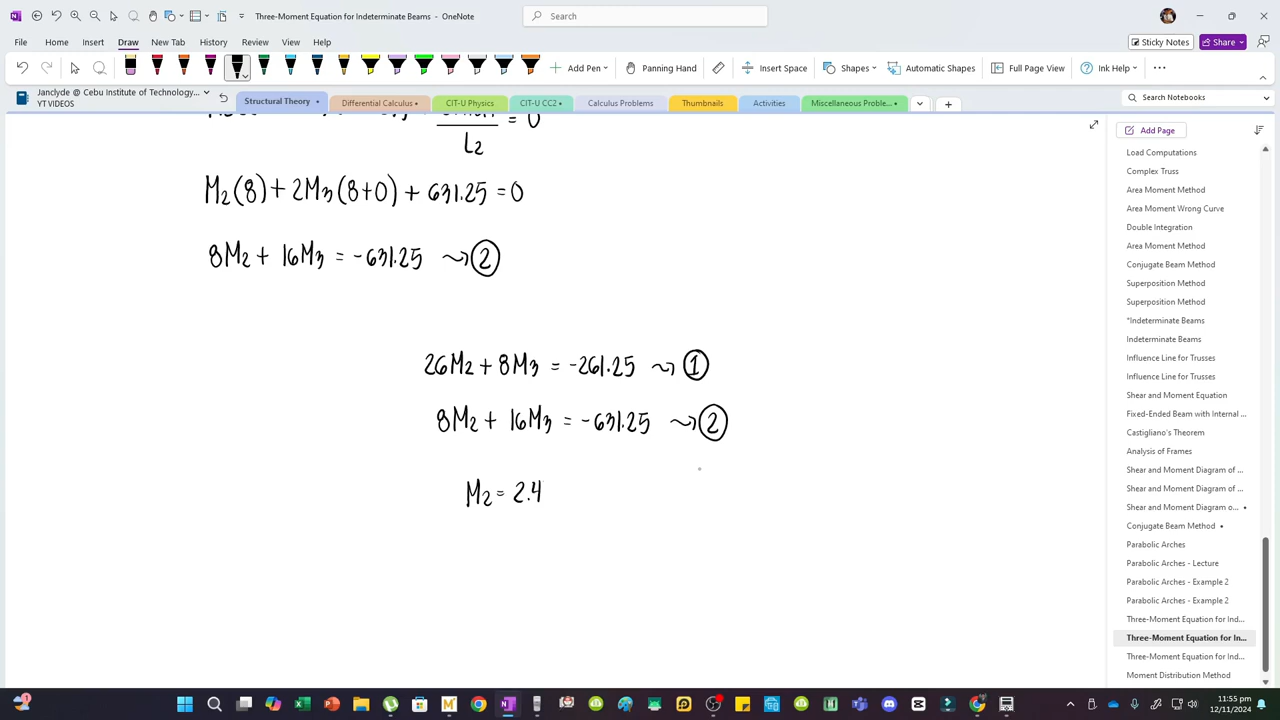 Three-Moment Equation for Indeterminate Beams - OneNote
Search
File Home Insert Draw New Tab History Review View Help
Sticky Notes Share
Add Pen Panning Hand Insert Space Shapes Automatic Shapes Full Page View Ink Help
Janclyde @ Cebu Institute of Technology...
YT VIDEOS
Structural Theory Differential Calculus CIT-U Physics CIT-U CC2 Calculus Problems Thumbnails Activities Miscellaneous Proble...
Search Notebooks
Add Page
L2 = 0
M2(8) + 2M3(8+0) + 631.25 = 0
8M2 + 16M3 = -631.25 ~> 2
26M2 + 8M3 = -261.25 ~> 1
8M2 + 16M3 = -631.25 ~> 2
M2 = 2.4
Load Computations
Complex Truss
Area Moment Method
Area Moment Wrong Curve
Double Integration
Area Moment Method
Conjugate Beam Method
Superposition Method
Superposition Method
*Indeterminate Beams
Indeterminate Beams
Influence Line for Trusses
Influence Line for Trusses
Shear and Moment Equation
Fixed-Ended Beam with Internal ...
Castigliano's Theorem
Analysis of Frames
Shear and Moment Diagram of ...
Shear and Moment Diagram of ...
Shear and Moment Diagram o...
Conjugate Beam Method
Parabolic Arches
Parabolic Arches - Lecture
Parabolic Arches - Example 2
Parabolic Arches - Example 2
Three-Moment Equation for Ind...
Three-Moment Equation for In...
Three-Moment Equation for Ind...
Moment Distribution Method
11:55 pm
12/11/2024